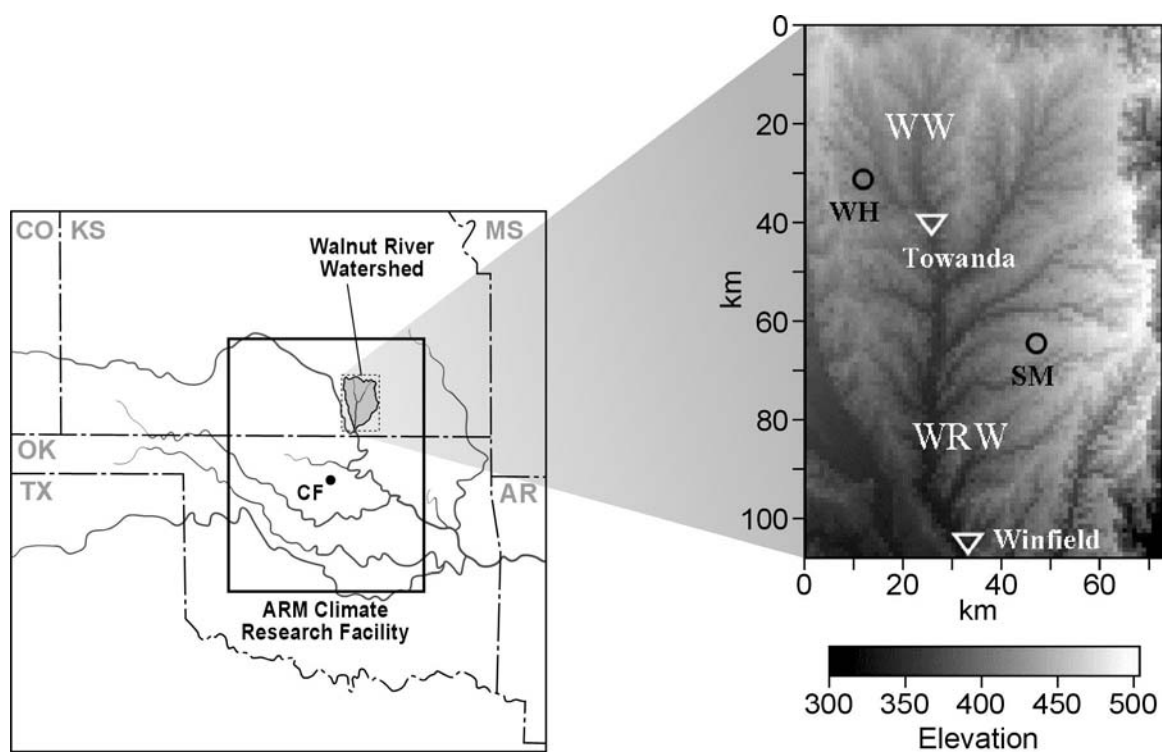 CO
KS
MS
Walnut River
Watershed
OK
TX
CF
AR
ARM Climate
Research Facility
0
20
40
60
80
100
km
WW
WH
Towanda
SM
WRW
Winfield
0
20
40
60
km
300
350
400
450
500
Elevation